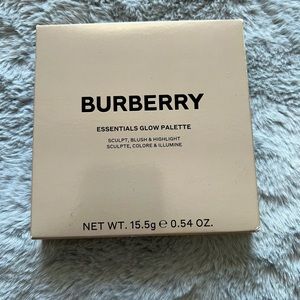 BURBERRY
ESSENTIALS GLOW PALETTE
SCULPT, BLUSH & HIGHLIGHT
SCULPTE, COLORE & ILLUMINE
NET WT. 15.5g ℮ 0.54 OZ.